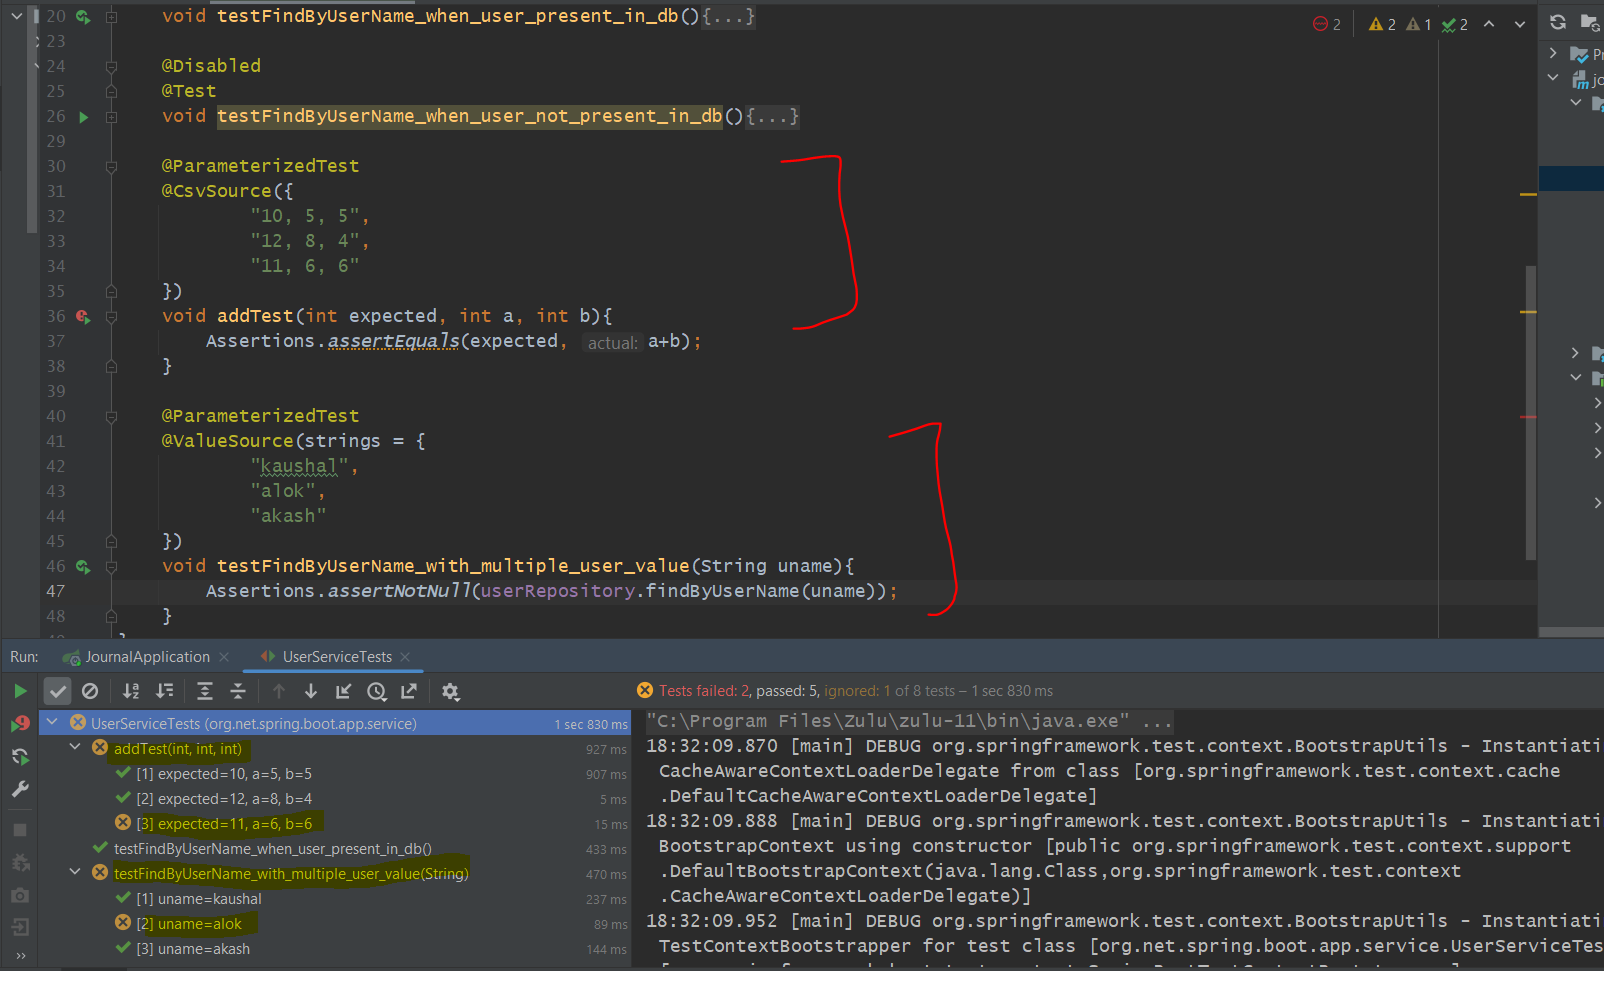 20 void testFindByUserName_when_user_present_in_db(){...}
2 2 1 2
23
24 @Disabled
25 @Test
26 void testFindByUserName_when_user_not_present_in_db(){...}
29
30 @ParameterizedTest
31 @CsvSource({
32 "10, 5, 5",
33 "12, 8, 4",
34 "11, 6, 6"
35 })
36 void addTest(int expected, int a, int b){
37 Assertions.assertEquals(expected, actual: a+b);
38 }
39
40 @ParameterizedTest
41 @ValueSource(strings = {
42 "kaushal",
43 "alok",
44 "akash"
45 })
46 void testFindByUserName_with_multiple_user_value(String uname){
47 Assertions.assertNotNull(userRepository.findByUserName(uname));
48 }
Run: JournalApplication UserServiceTests
Tests failed: 2, passed: 5, ignored: 1 of 8 tests – 1 sec 830 ms
UserServiceTests (org.net.spring.boot.app.service) 1 sec 830 ms
addTest(int, int, int) 927 ms
[1] expected=10, a=5, b=5 907 ms
[2] expected=12, a=8, b=4 5 ms
[3] expected=11, a=6, b=6 15 ms
testFindByUserName_when_user_present_in_db() 433 ms
testFindByUserName_with_multiple_user_value(String) 470 ms
[1] uname=kaushal 237 ms
[2] uname=alok 89 ms
[3] uname=akash 144 ms
"C:\Program Files\Zulu\zulu-11\bin\java.exe" ...
18:32:09.870 [main] DEBUG org.springframework.test.context.BootstrapUtils - Instantiati
CacheAwareContextLoaderDelegate from class [org.springframework.test.context.cache
.DefaultCacheAwareContextLoaderDelegate]
18:32:09.888 [main] DEBUG org.springframework.test.context.BootstrapUtils - Instantiati
BootstrapContext using constructor [public org.springframework.test.context.support
.DefaultBootstrapContext(java.lang.Class,org.springframework.test.context
.CacheAwareContextLoaderDelegate)]
18:32:09.952 [main] DEBUG org.springframework.test.context.BootstrapUtils - Instantiati
TestContextBootstrapper for test class [org.net.spring.boot.app.service.UserServiceTes